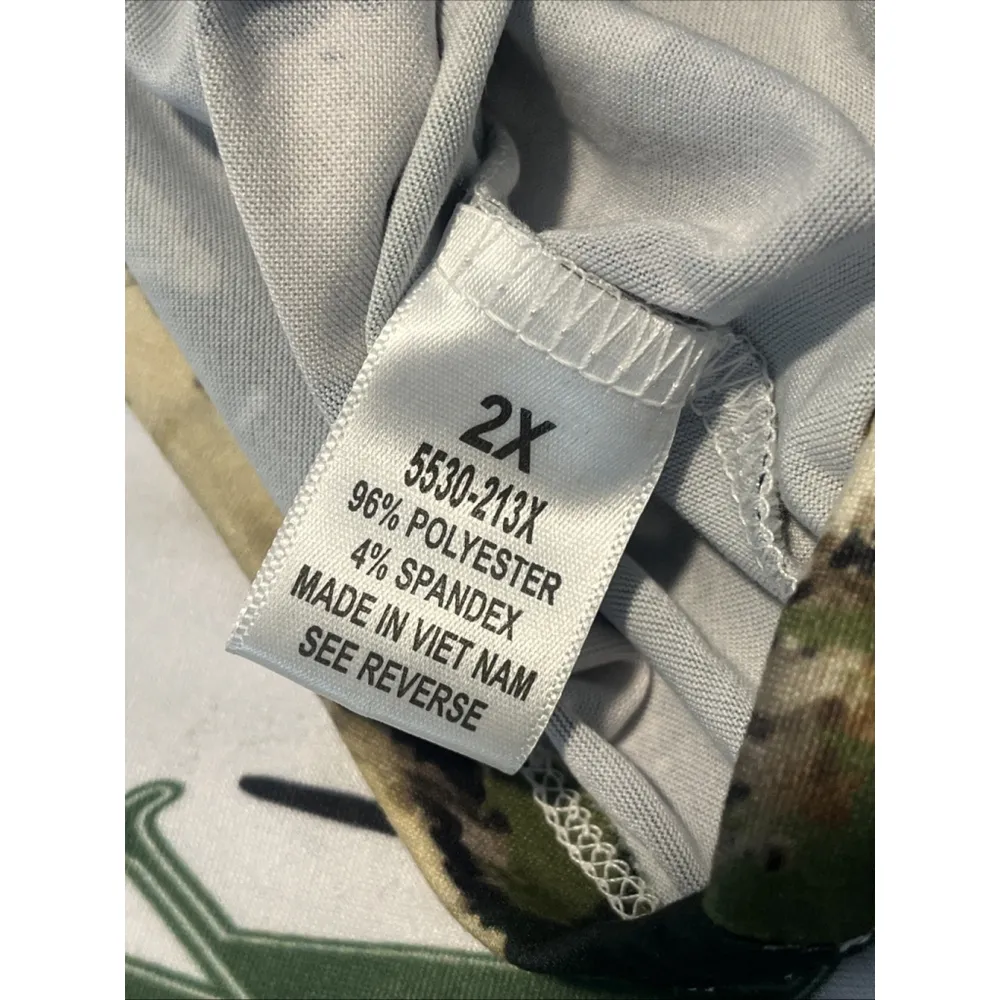 2X
5530-213X
96% POLYESTER
4% SPANDEX
MADE IN VIET NAM
SEE REVERSE